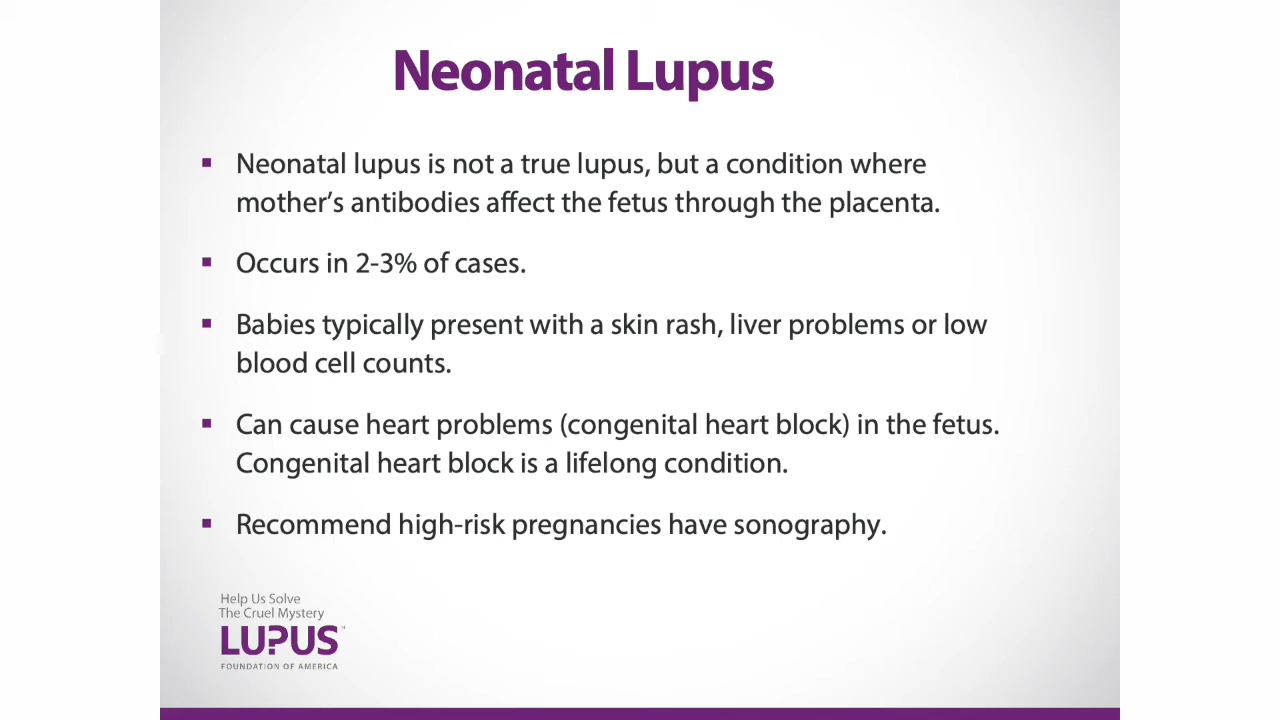 Neonatal Lupus
▪ Neonatal lupus is not a true lupus, but a condition where
mother’s antibodies affect the fetus through the placenta.
▪ Occurs in 2-3% of cases.
▪ Babies typically present with a skin rash, liver problems or low
blood cell counts.
▪ Can cause heart problems (congenital heart block) in the fetus.
Congenital heart block is a lifelong condition.
▪ Recommend high-risk pregnancies have sonography.
Help Us Solve
The Cruel Mystery
LUPUS™
FOUNDATION OF AMERICA